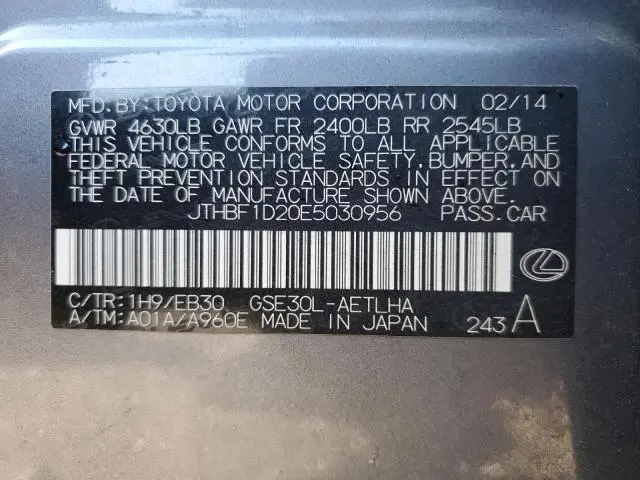 MFD.BY:TOYOTA MOTOR CORPORATION 02/14
GVWR 4630LB GAWR FR 2400LB RR 2545LB
THIS VEHICLE CONFORMS TO ALL APPLICABLE
FEDERAL MOTOR VEHICLE SAFETY,BUMPER,AND
THEFT PREVENTION STANDARDS IN EFFECT ON
THE DATE OF MANUFACTURE SHOWN ABOVE.
JTHBF1D20E5030956 PASS.CAR
C/TR:1H9/EB30 GSE30L-AETLHA
A/TM:A01A/A960E MADE IN JAPAN 243 A